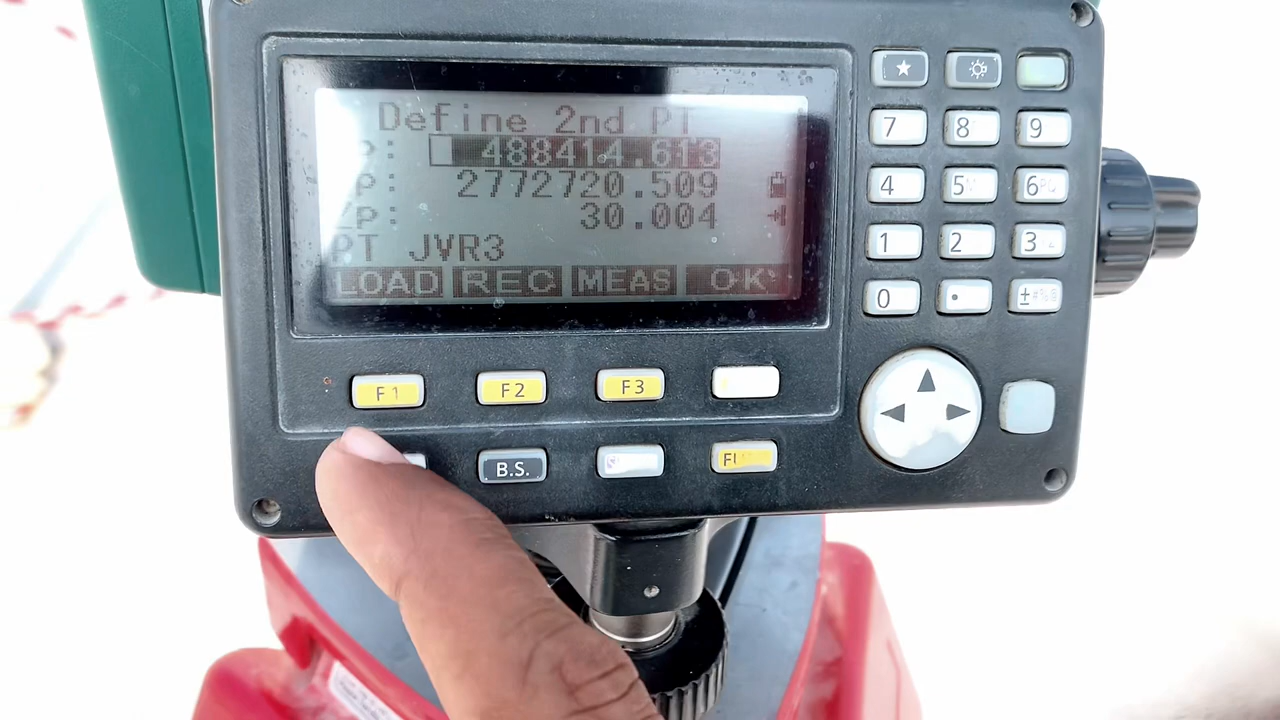 Define 2nd PT
p: 488414.613
p: 2772720.509
Zp: 30.004
PT JVR3
LOAD REC MEAS OK
7 8 9
4 5 6
1 2 3
0 . ±
F1 F2 F3
B.S.